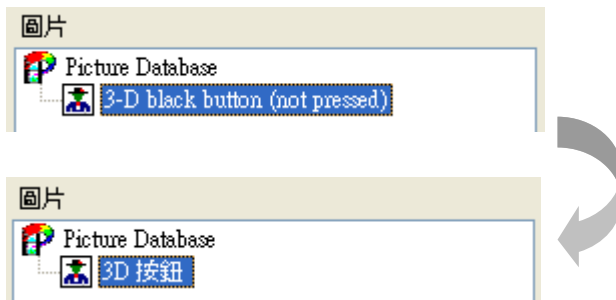 圖片
Picture Database
3-D black button (not pressed)
圖片
Picture Database
3D 按鈕